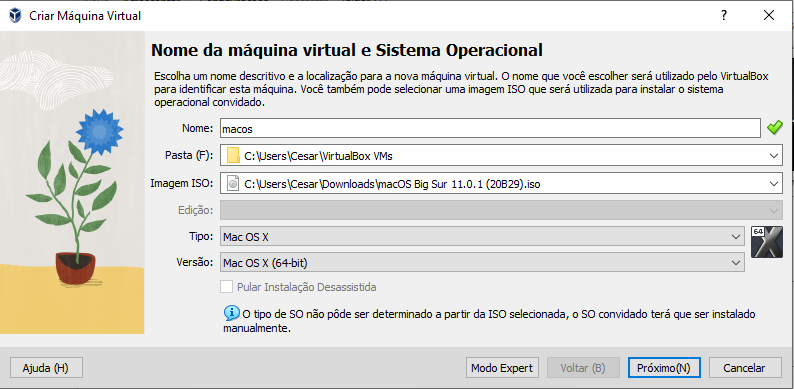 Criar Máquina Virtual
Nome da máquina virtual e Sistema Operacional
Escolha um nome descritivo e a localização para a nova máquina virtual. O nome que você escolher será utilizado pelo VirtualBox
para identificar esta máquina. Você também pode selecionar uma imagem ISO que será utilizada para instalar o sistema
operacional convidado.
Nome: macos
Pasta (F): C:\Users\Cesar\VirtualBox VMs
Imagem ISO: C:\Users\Cesar\Downloads\macOS Big Sur 11.0.1 (20B29).iso
Edição:
Tipo: Mac OS X
64
Versão: Mac OS X (64-bit)
Pular Instalação Desassistida
O tipo de SO não pôde ser determinado a partir da ISO selecionada, o SO convidado terá que ser instalado
manualmente.
Ajuda (H) Modo Expert Voltar (B) Próximo(N) Cancelar